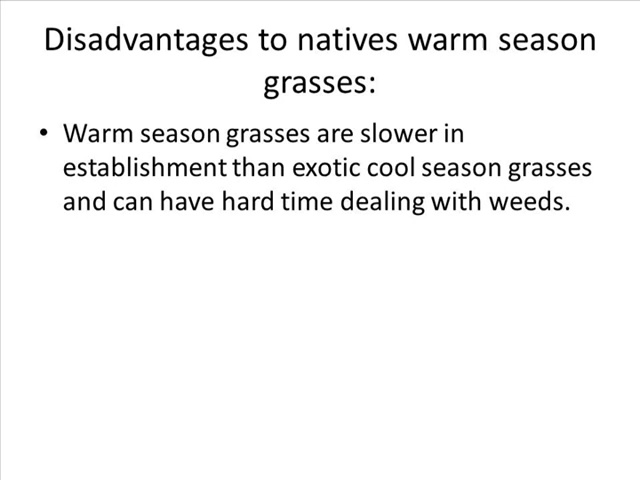 Disadvantages to natives warm season
grasses:
• Warm season grasses are slower in
establishment than exotic cool season grasses
and can have hard time dealing with weeds.